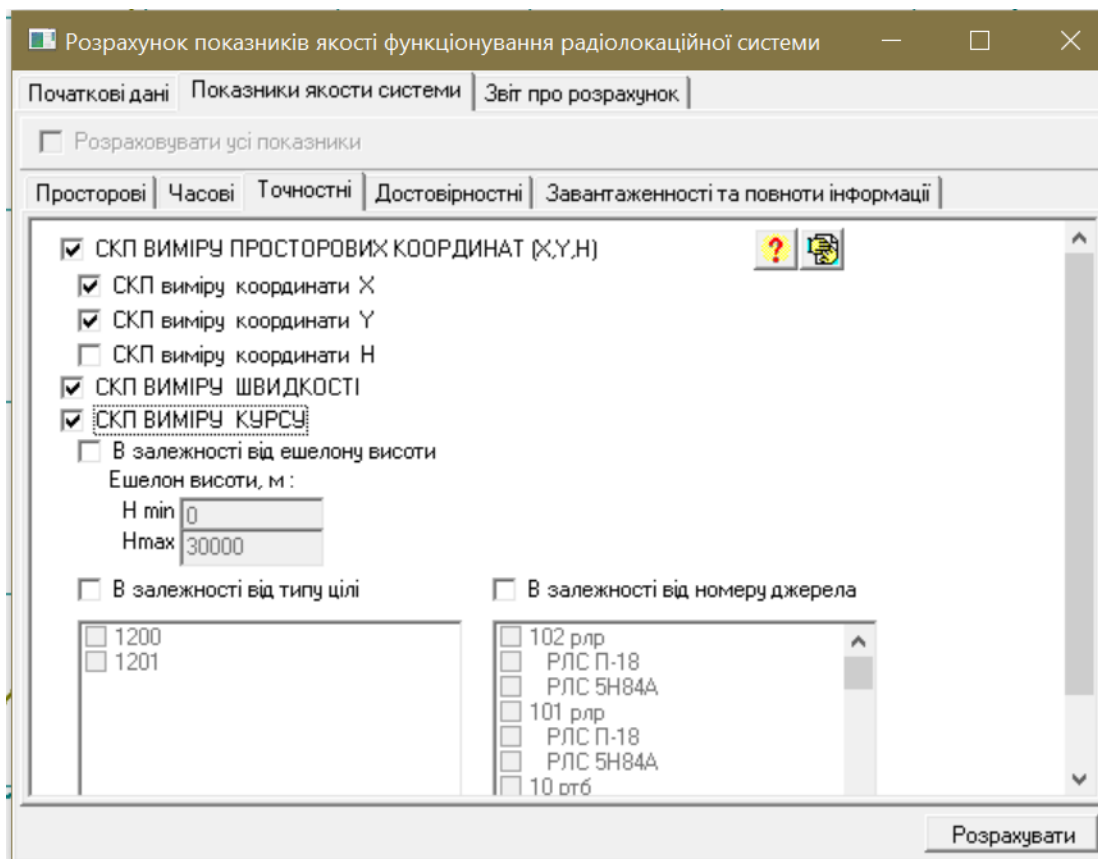 Розрахунок показників якості функціонування радіолокаційної системи
Початкові дані Показники якости системи Звіт про розрахунок
Розраховувати усі показники
Просторові Часові Точностні Достовірностні Завантаженності та повноти інформації
СКП ВИМІРУ ПРОСТОРОВИХ КООРДИНАТ (X,Y,H)
СКП виміру координати X
СКП виміру координати Y
СКП виміру координати H
СКП ВИМІРУ ШВИДКОСТІ
СКП ВИМІРУ КУРСУ
В залежності від ешелону висоти
Ешелон висоти, м :
H min 0
Hmax 30000
В залежності від типу цілі
1200
1201
В залежності від номеру джерела
102 рлр
РЛС П-18
РЛС 5Н84А
101 рлр
РЛС П-18
РЛС 5Н84А
10 ртб
Розрахувати